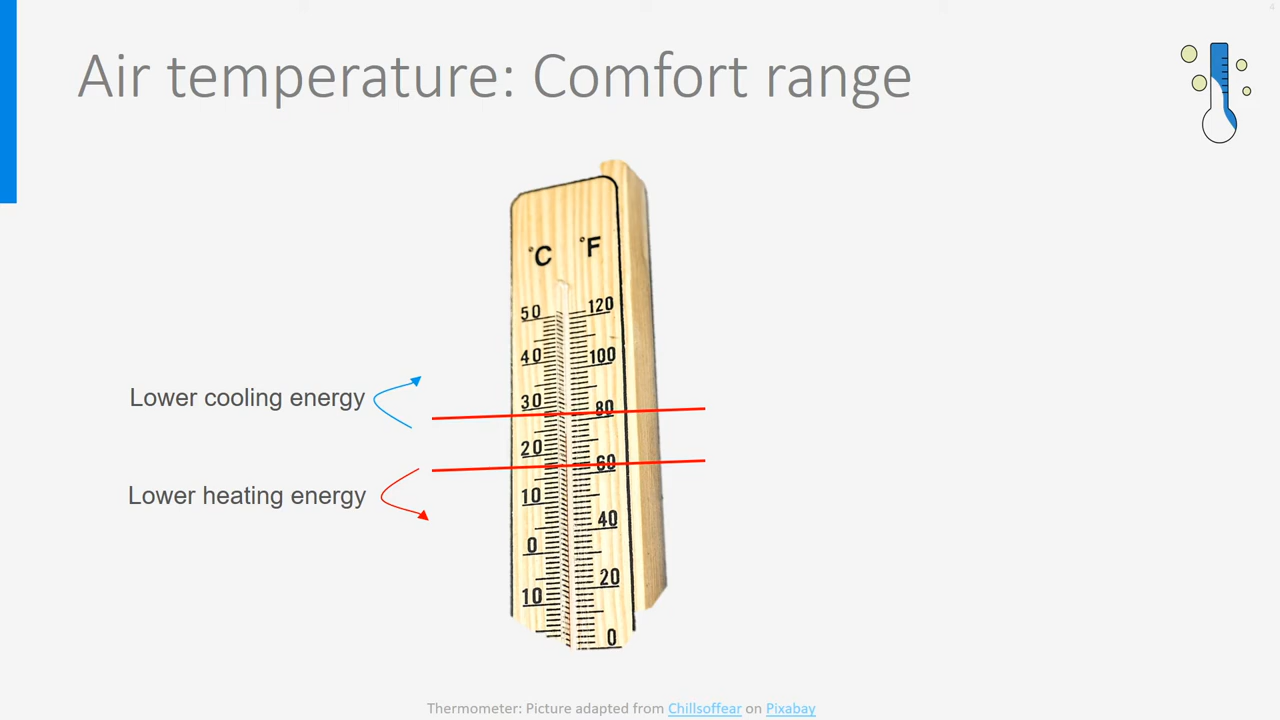 4
Air temperature: Comfort range
°C °F
50 120
40 100
Lower cooling energy
30 80
20 60
Lower heating energy
10 40
0 20
10 0
Thermometer: Picture adapted from Chillsoffear on Pixabay